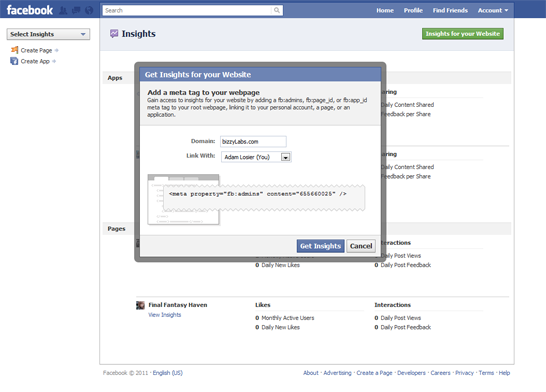 facebook
Search
Home Profile Find Friends Account
Select Insights
Insights
Insights for your Website
Create Page
Create App
Apps
Get Insights for your Website
Add a meta tag to your webpage
Gain access to insights for your website by adding a fb:admins, fb:page_id, or fb:app_id
meta tag to your root webpage, linking it to your personal account, a page, or an
application.
Domain: bizzyLabs.com
Link With: Adam Losier (You)
<meta property="fb:admins" content="655660025" />
Get Insights Cancel
Daily Content Shared
Feedback per Share
Daily Content Shared
Feedback per Share
Pages
0 Daily Post Views
0 Daily New Likes 0 Daily Post Feedback
Final Fantasy Haven Likes Interactions
View Insights
0 Monthly Active Users 0 Daily Post Views
0 Daily New Likes 0 Daily Post Feedback
Facebook © 2011 · English (US)
About · Advertising · Create a Page · Developers · Careers · Privacy · Terms · Help